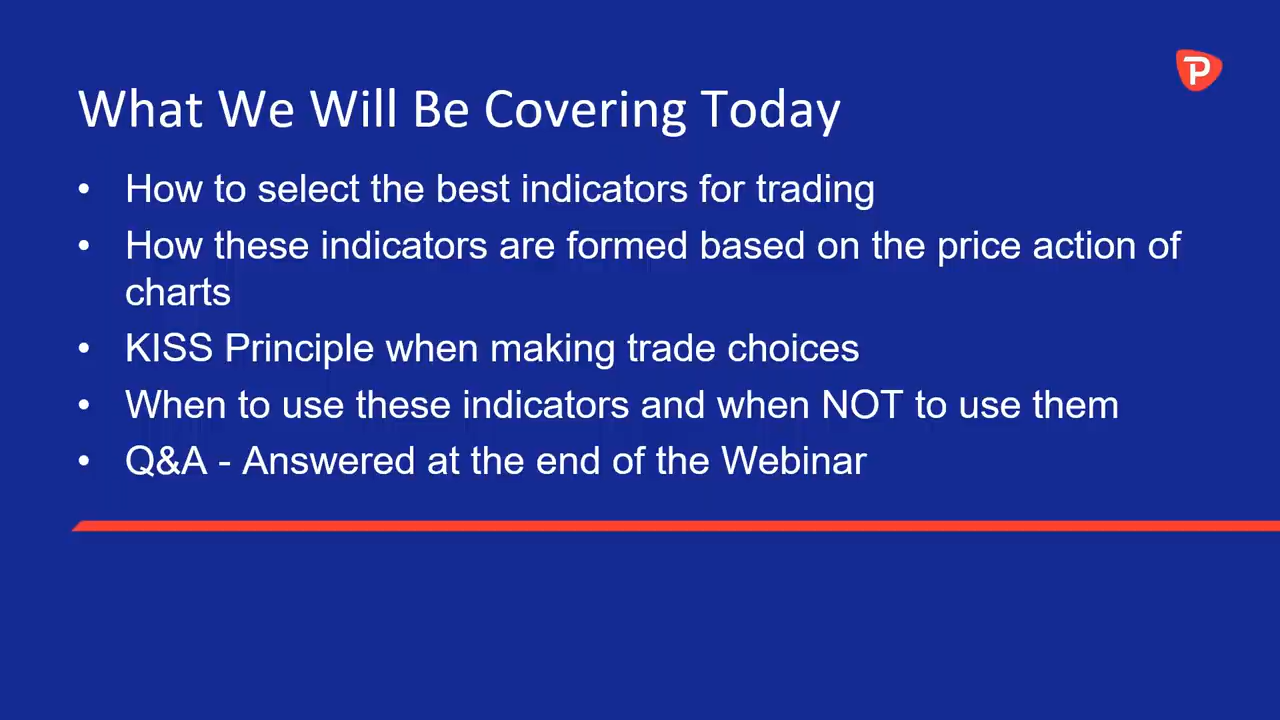 What We Will Be Covering Today
• How to select the best indicators for trading
• How these indicators are formed based on the price action of
charts
• KISS Principle when making trade choices
• When to use these indicators and when NOT to use them
• Q&A - Answered at the end of the Webinar
P